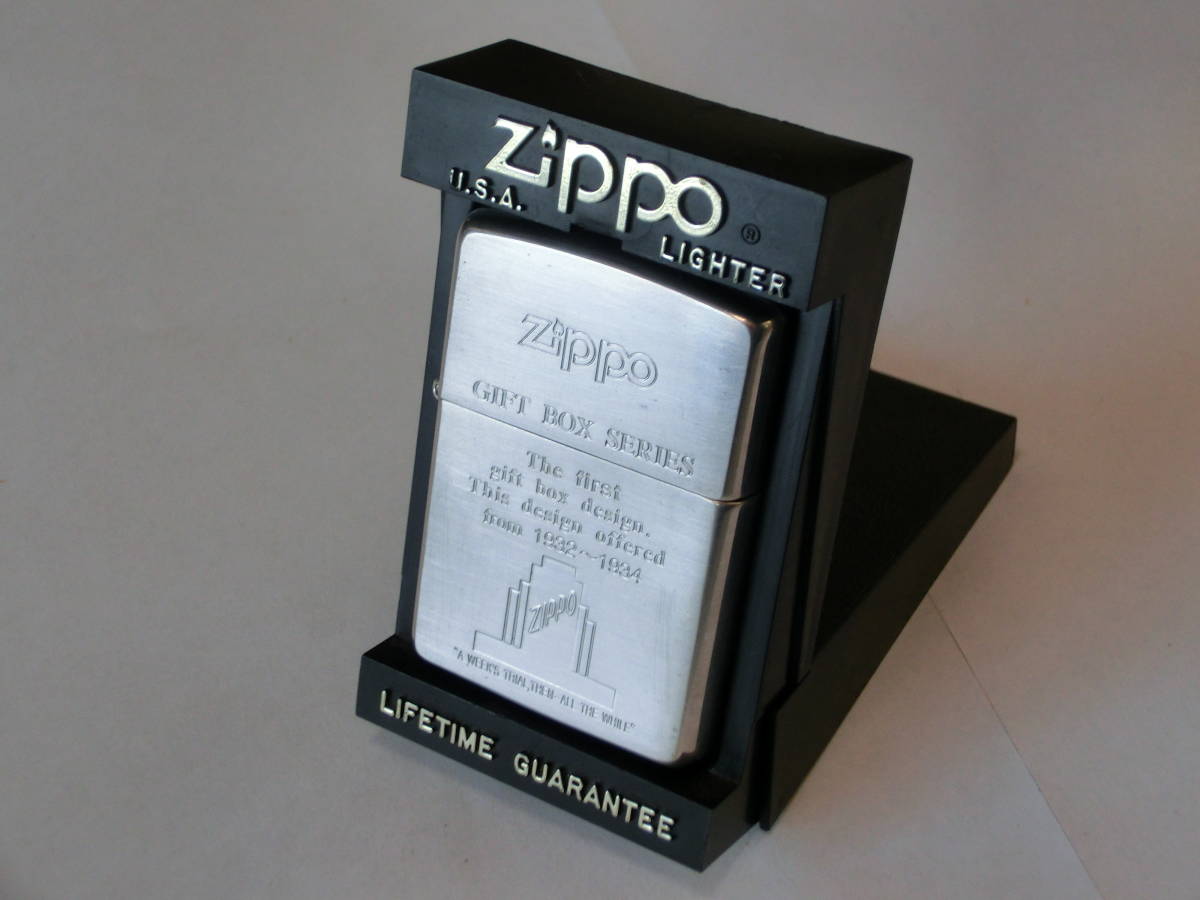 Zippo ®
U.S.A.
LIGHTER
Zippo
GIFT BOX SERIES
The first
gift box design.
This design offered
from 1932~1934
Zippo
"A WEEK'S TRIAL, THEN-ALL THE WHILE"
LIFETIME GUARANTEE